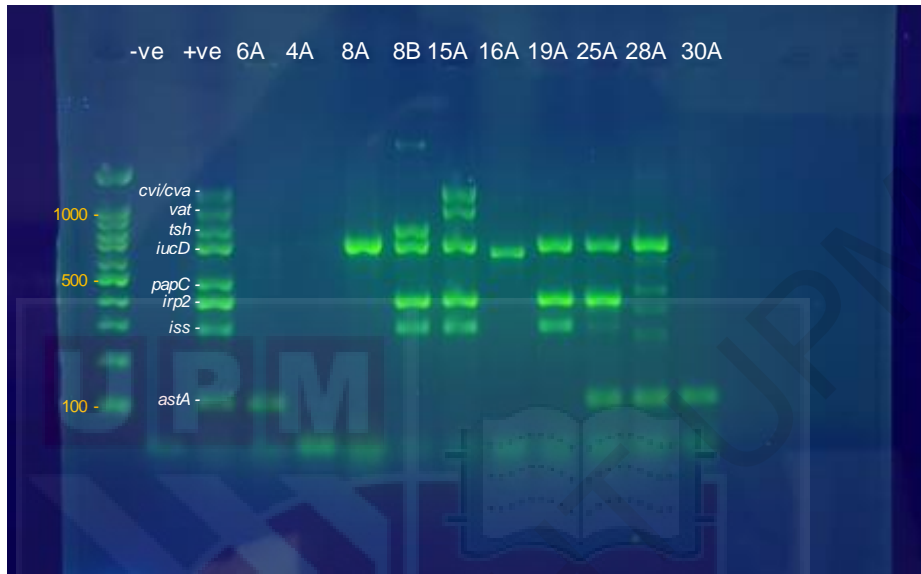 -ve +ve 6A 4A 8A 8B 15A 16A 19A 25A 28A 30A
cvi/cva -
1000 -
vat -
tsh -
iucD -
500 -
papC -
irp2 -
iss -
UPM
astA -
100 -
UPM